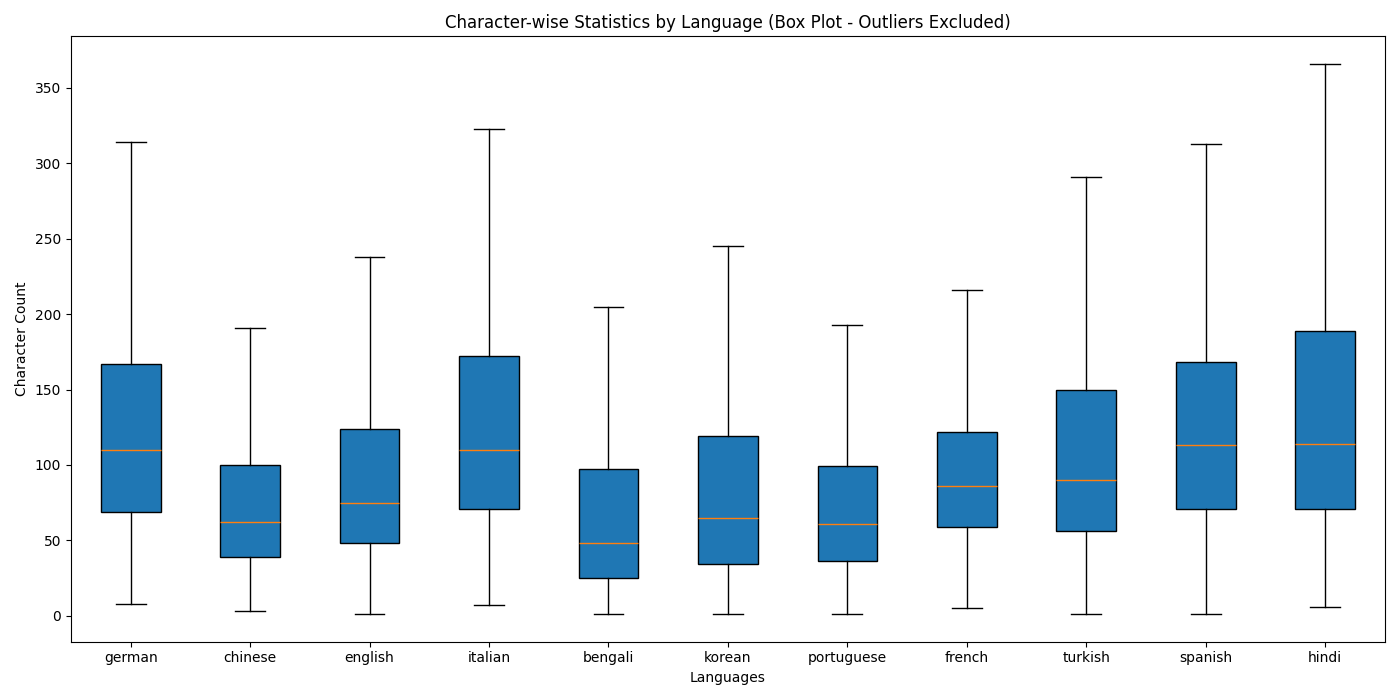 Character-wise Statistics by Language (Box Plot - Outliers Excluded)
Character Count
350
300
250
200
150
100
50
0
german chinese english italian bengali korean portuguese french turkish spanish hindi
Languages